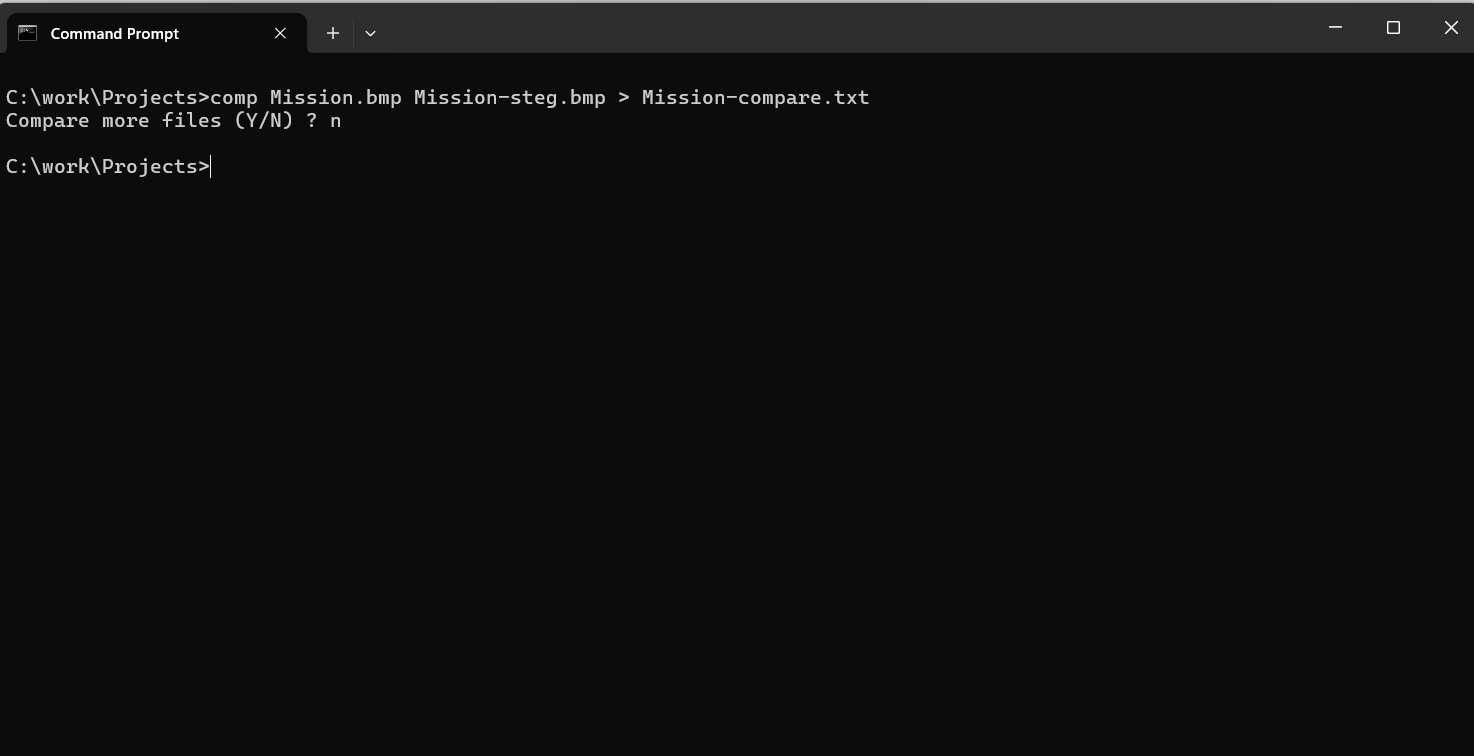 Command Prompt
C:\work\Projects>comp Mission.bmp Mission-steg.bmp > Mission-compare.txt
Compare more files (Y/N) ? n
C:\work\Projects>